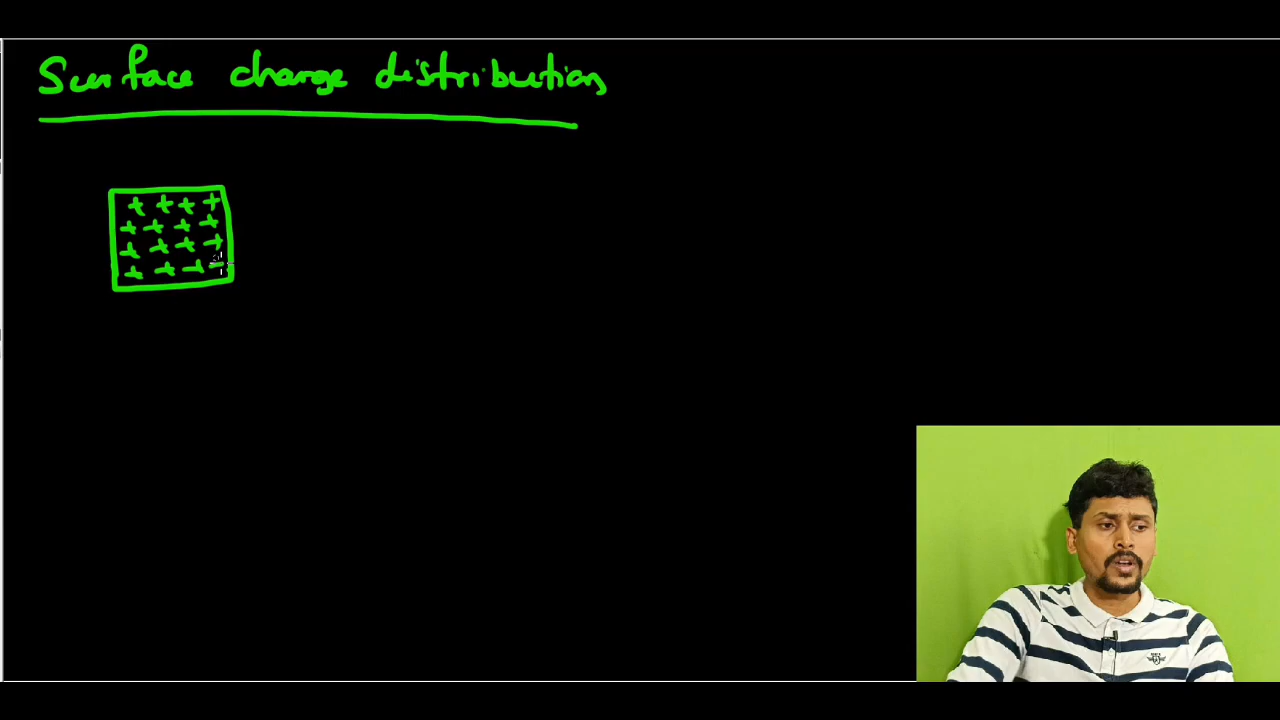 Surface charge distribution
+ + + +
+ + + +
+ + + +
+ + + +